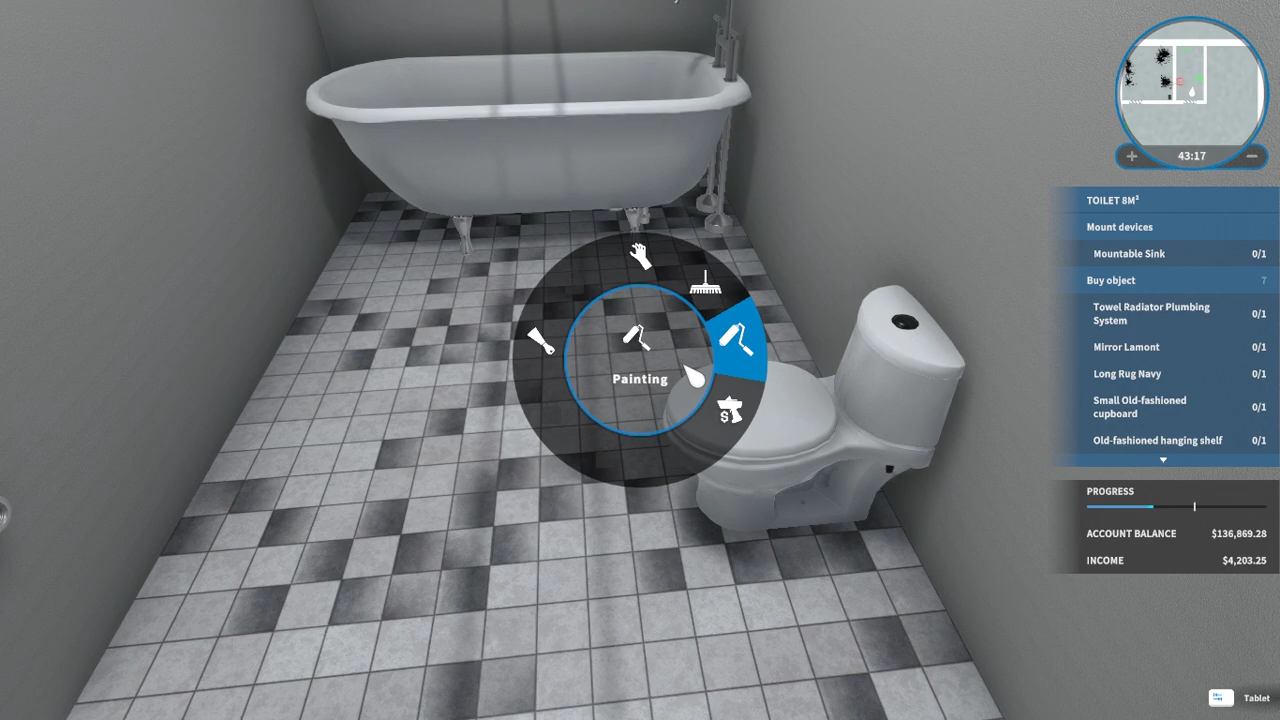 43:17
TOILET 8M²
Mount devices
Mountable Sink 0/1
Buy object 7
Towel Radiator Plumbing
System 0/1
Mirror Lamont 0/1
Long Rug Navy 0/1
Small Old-fashioned
cupboard 0/1
Old-fashioned hanging shelf 0/1
Painting
$
PROGRESS
ACCOUNT BALANCE $136,869.28
INCOME $4,203.25
Tablet